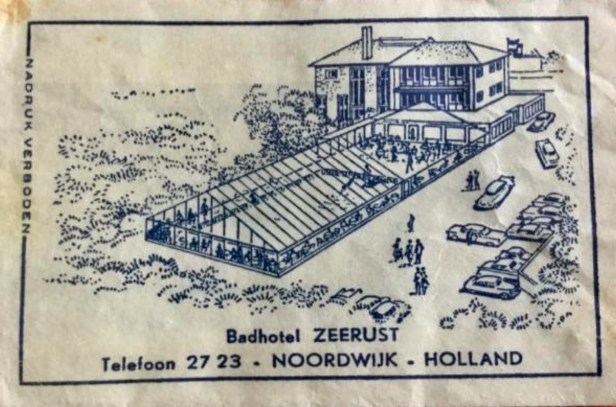 NADRUK VERBODEN
Badhotel ZEERUST
Telefoon 27 23 - NOORDWIJK - HOLLAND